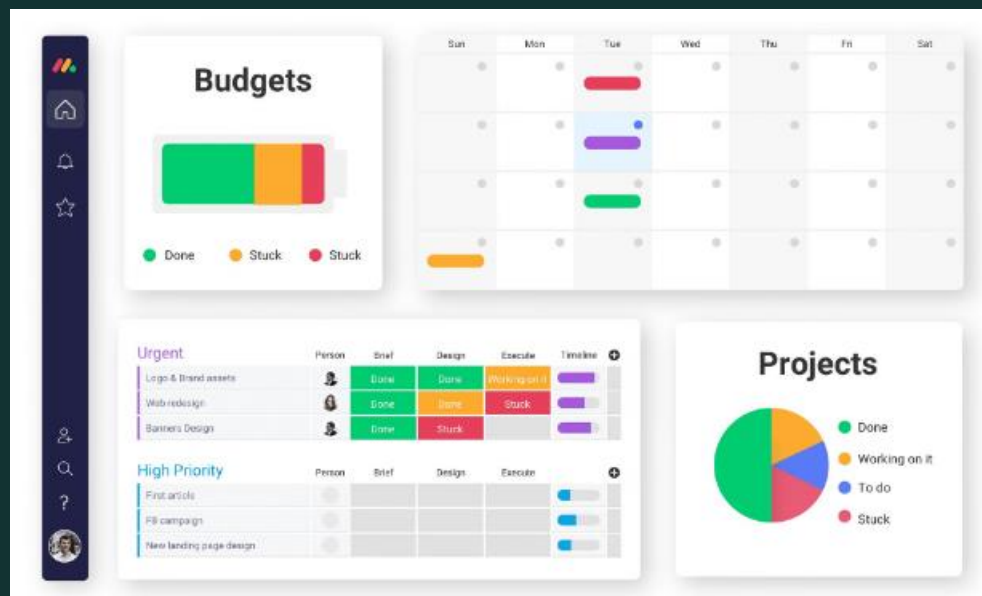 Budgets
Done Stuck Stuck
Sun Mon Tue Wed Thu Fri Sat
Urgent Person Brief Design Execute Timeline
Logo & Brand assets Done Done Working on it
Web redesign Done Done Stuck
Banners Design Done Stuck
High Priority Person Brief Design Execute
First article
FB campaign
New landing page design
Projects
Done
Working on it
To do
Stuck
?